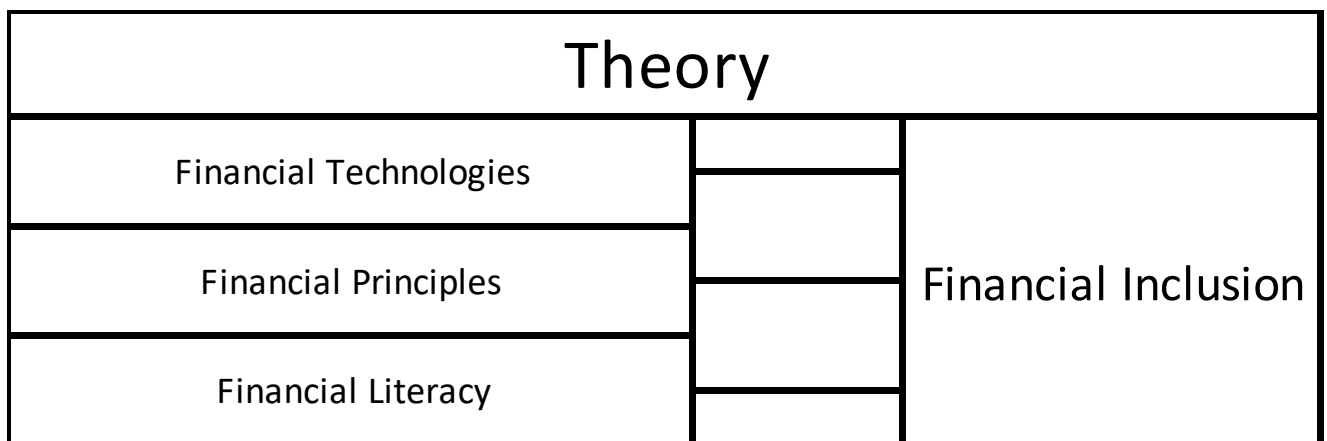 Theory
Financial Technologies
Financial Principles
Financial Inclusion
Financial Literacy